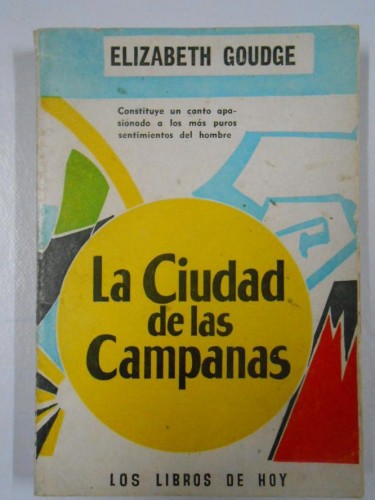 ELIZABETH GOUDGE
Constituye un canto apa-
sionado a los más puros
sentimientos del hombre
La Ciudad
de las
Campanas
LOS LIBROS DE HOY